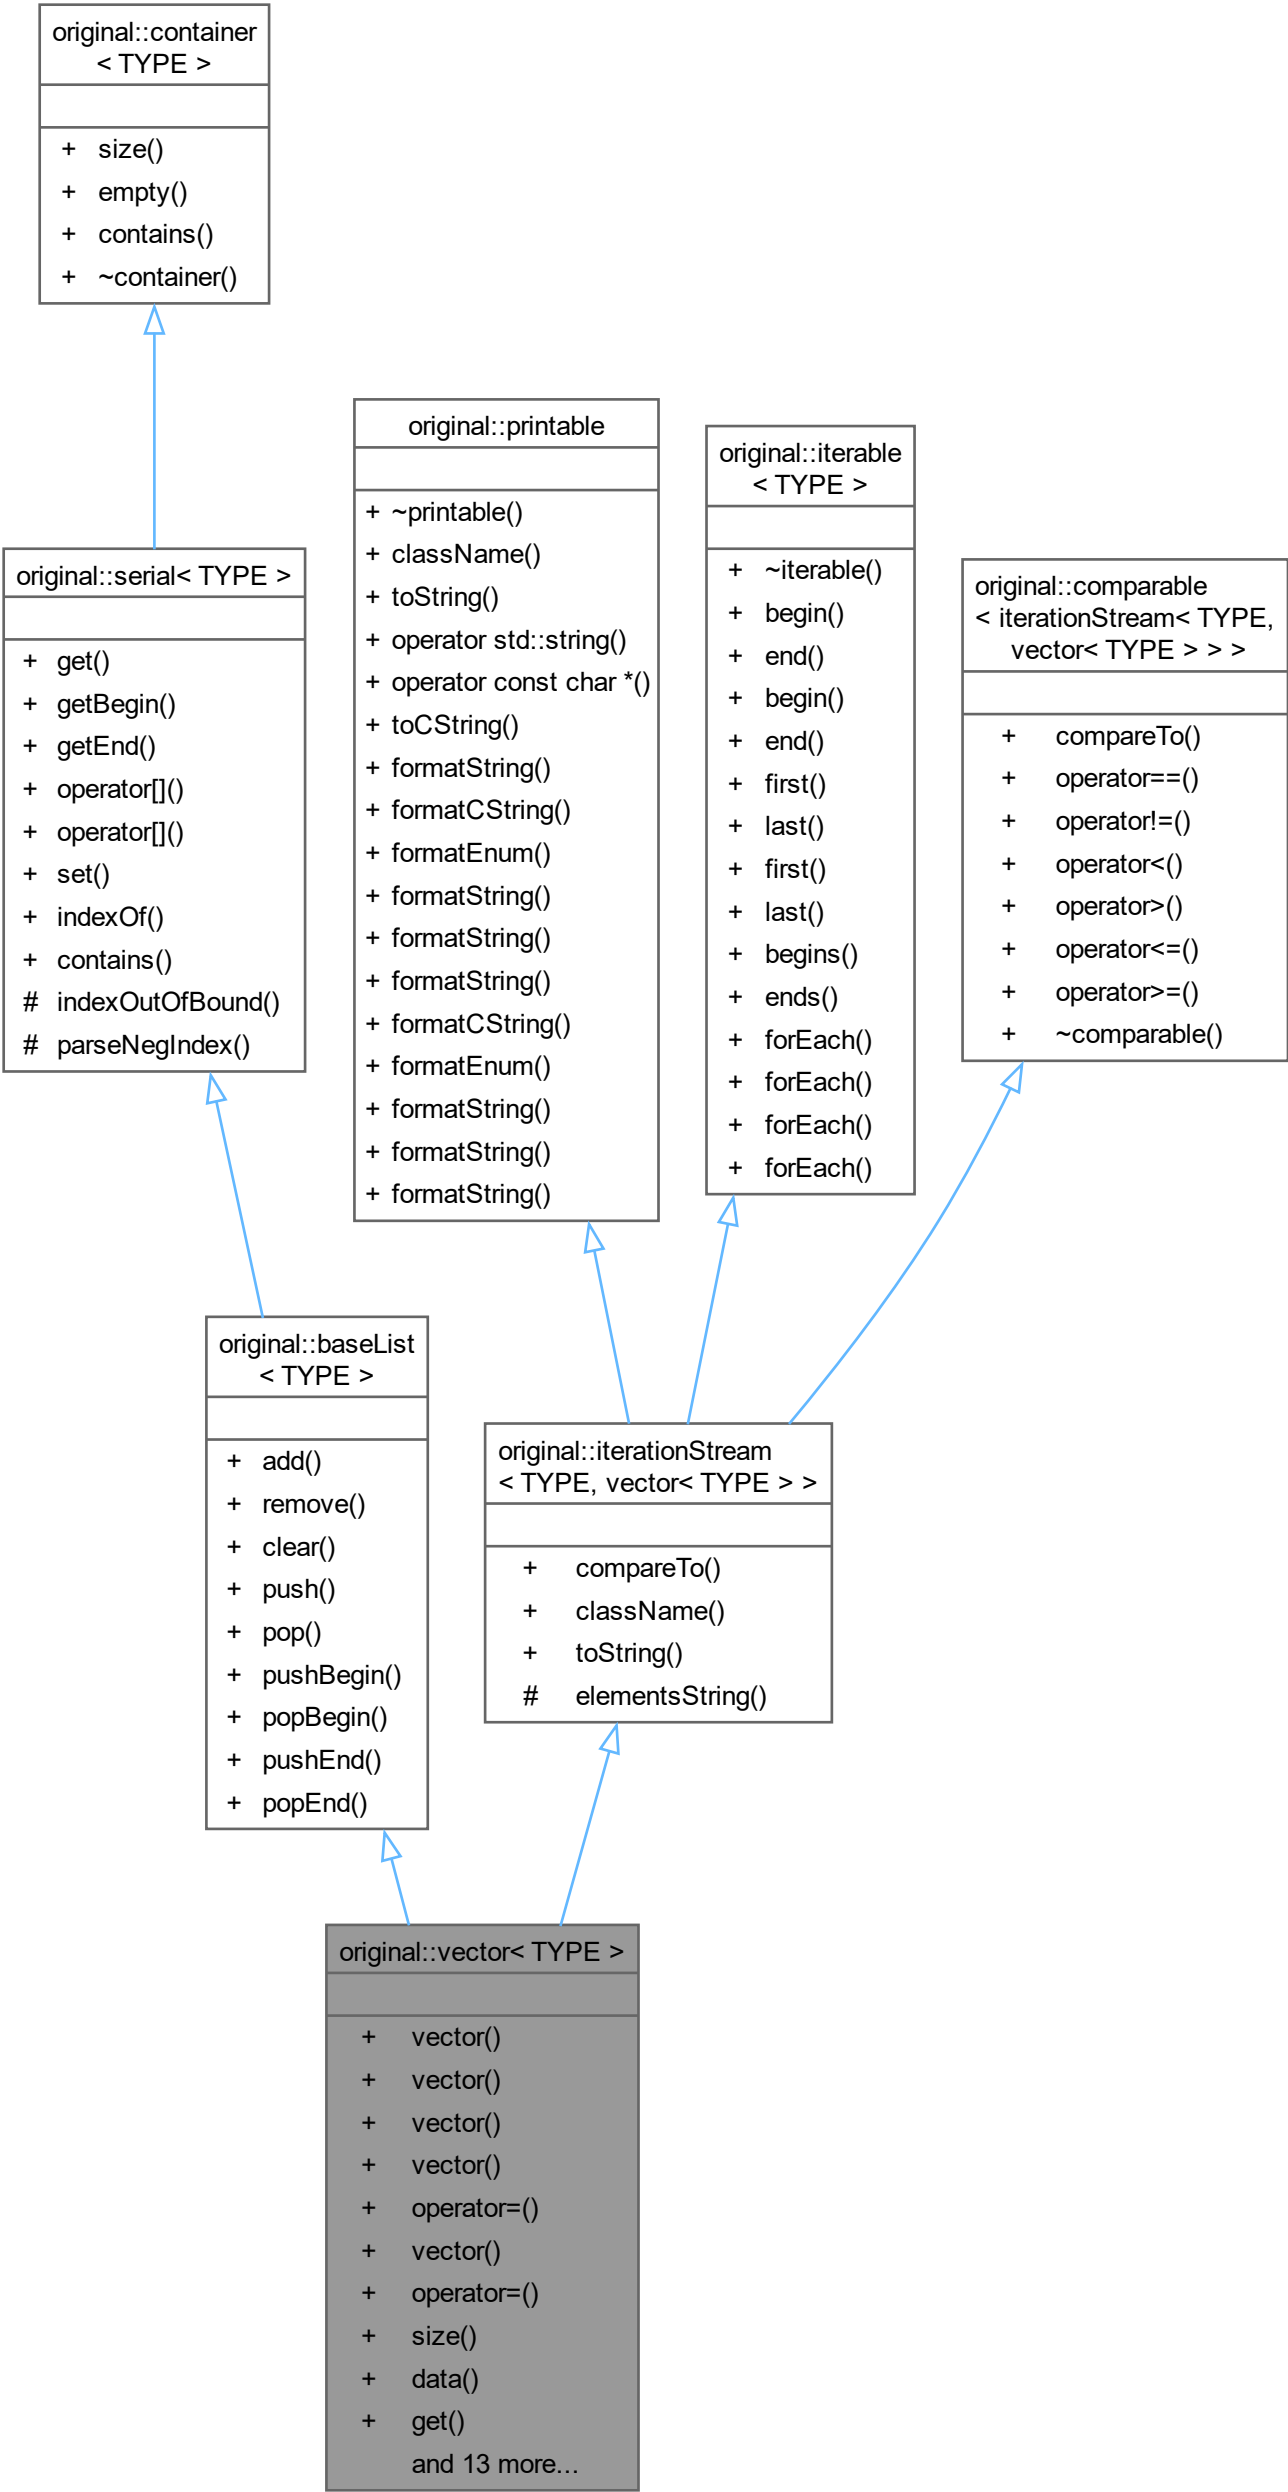 original::container
< TYPE >
+ size()
+ empty()
+ contains()
+ ~container()
original::serial< TYPE >
+ get()
+ getBegin()
+ getEnd()
+ operator[]()
+ operator[]()
+ set()
+ indexOf()
+ contains()
# indexOutOfBound()
# parseNegIndex()
original::printable
+ ~printable()
+ className()
+ toString()
+ operator std::string()
+ operator const char *()
+ toCString()
+ formatString()
+ formatCString()
+ formatEnum()
+ formatString()
+ formatString()
+ formatString()
+ formatCString()
+ formatEnum()
+ formatString()
+ formatString()
+ formatString()
original::iterable
< TYPE >
+ ~iterable()
+ begin()
+ end()
+ begin()
+ end()
+ first()
+ last()
+ first()
+ last()
+ begins()
+ ends()
+ forEach()
+ forEach()
+ forEach()
+ forEach()
original::comparable
< iterationStream< TYPE,
vector< TYPE > > >
+ compareTo()
+ operator==()
+ operator!=()
+ operator<()
+ operator>()
+ operator<=()
+ operator>=()
+ ~comparable()
original::baseList
< TYPE >
+ add()
+ remove()
+ clear()
+ push()
+ pop()
+ pushBegin()
+ popBegin()
+ pushEnd()
+ popEnd()
original::iterationStream
< TYPE, vector< TYPE > >
+ compareTo()
+ className()
+ toString()
# elementsString()
original::vector< TYPE >
+ vector()
+ vector()
+ vector()
+ vector()
+ operator=()
+ vector()
+ operator=()
+ size()
+ data()
+ get()
and 13 more...